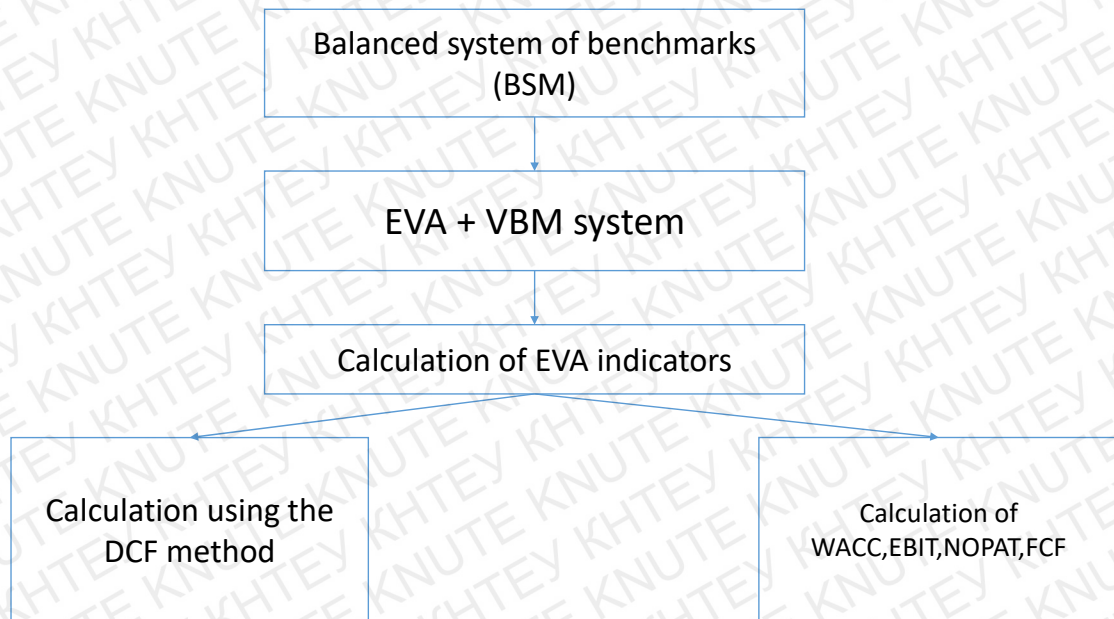 Balanced system of benchmarks
(BSM)
EVA + VBM system
Calculation of EVA indicators
Calculation using the
DCF method
Calculation of
WACC,EBIT,NOPAT,FCF